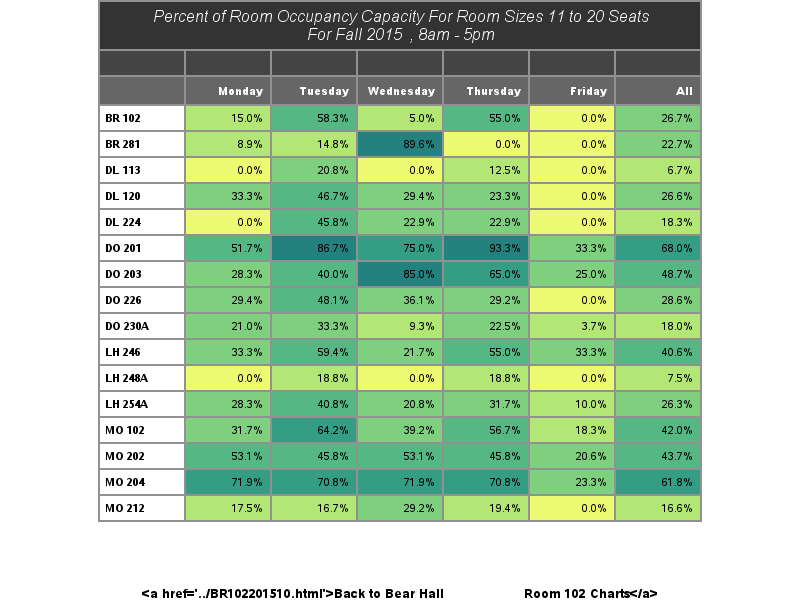 Percent of Room Occupancy Capacity For Room Sizes 11 to 20 Seats
For Fall 2015 , 8am - 5pm
Monday Tuesday Wednesday Thursday Friday All
BR 102 15.0% 58.3% 5.0% 55.0% 0.0% 26.7%
BR 281 8.9% 14.8% 89.6% 0.0% 0.0% 22.7%
DL 113 0.0% 20.8% 0.0% 12.5% 0.0% 6.7%
DL 120 33.3% 46.7% 29.4% 23.3% 0.0% 26.6%
DL 224 0.0% 45.8% 22.9% 22.9% 0.0% 18.3%
DO 201 51.7% 86.7% 75.0% 93.3% 33.3% 68.0%
DO 203 28.3% 40.0% 85.0% 65.0% 25.0% 48.7%
DO 226 29.4% 48.1% 36.1% 29.2% 0.0% 28.6%
DO 230A 21.0% 33.3% 9.3% 22.5% 3.7% 18.0%
LH 246 33.3% 59.4% 21.7% 55.0% 33.3% 40.6%
LH 248A 0.0% 18.8% 0.0% 18.8% 0.0% 7.5%
LH 254A 28.3% 40.8% 20.8% 31.7% 10.0% 26.3%
MO 102 31.7% 64.2% 39.2% 56.7% 18.3% 42.0%
MO 202 53.1% 45.8% 53.1% 45.8% 20.6% 43.7%
MO 204 71.9% 70.8% 71.9% 70.8% 23.3% 61.8%
MO 212 17.5% 16.7% 29.2% 19.4% 0.0% 16.6%
<a href='../BR102201510.html'>Back to Bear Hall Room 102 Charts</a>